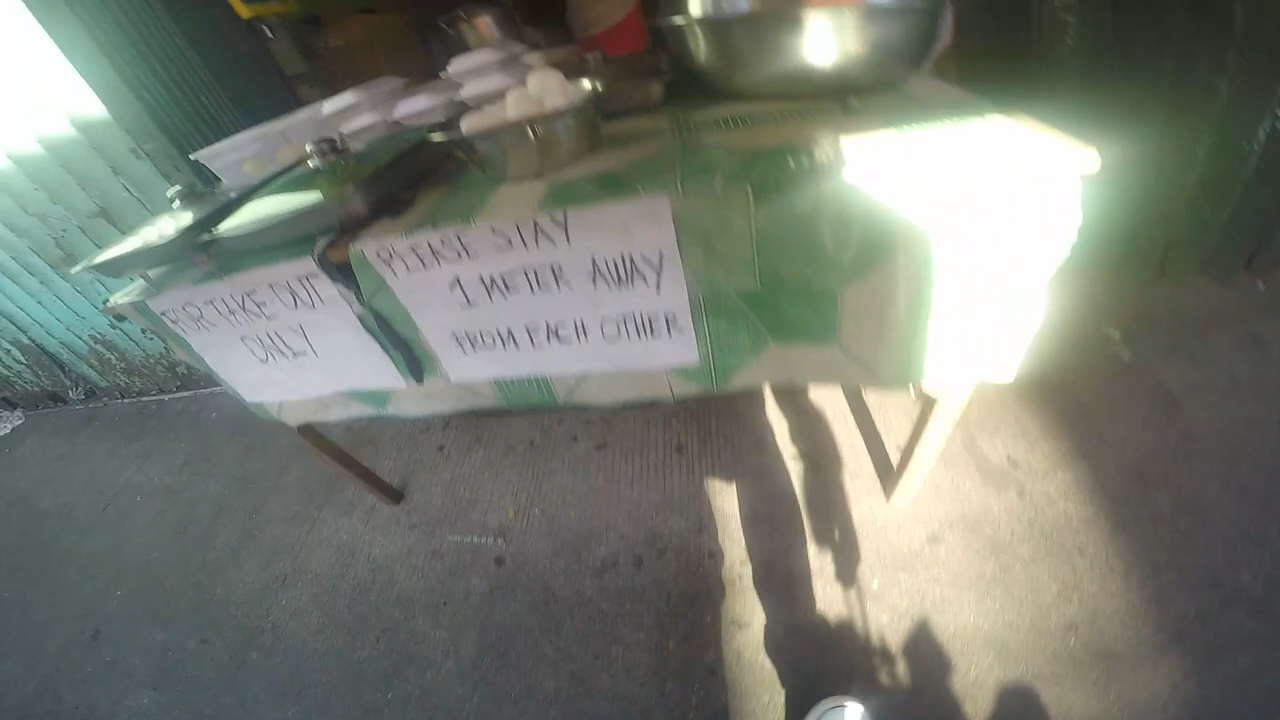 FOR TAKE-OUT
ONLY
PLEASE STAY
1 METER AWAY
FROM EACH OTHER